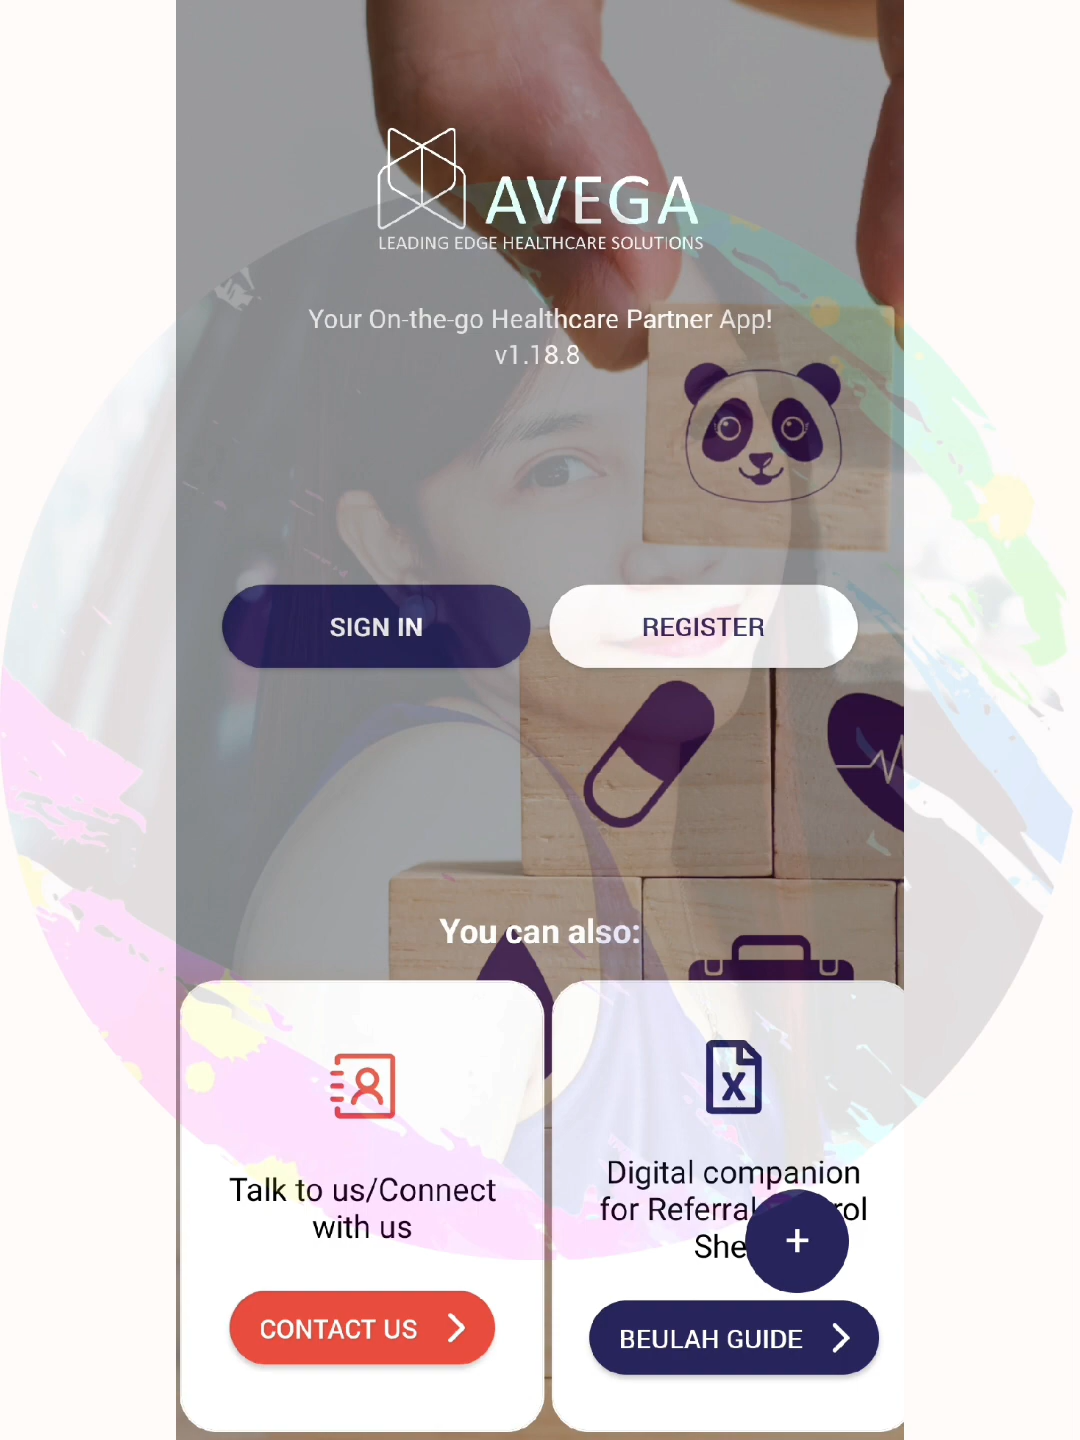 AVEGA
LEADING EDGE HEALTHCARE SOLUTIONS
Your On-the-go Healthcare Partner App!
v1.18.8
SIGN IN
REGISTER
You can also:
Talk to us/Connect
with us
CONTACT US
Digital companion
for Referral
BEULAH GUIDE